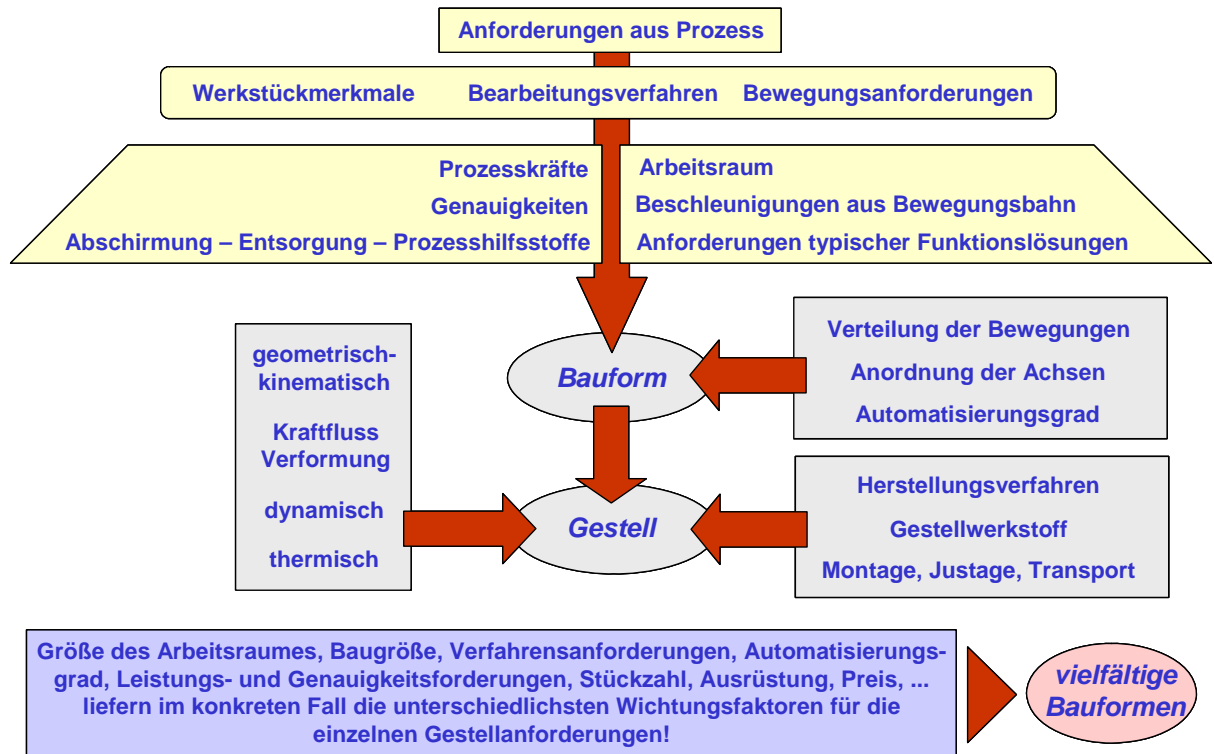 Anforderungen aus Prozess
Werkstückmerkmale Bearbeitungsverfahren Bewegungsanforderungen
Prozesskräfte
Genauigkeiten
Abschirmung – Entsorgung – Prozesshilfsstoffe
Arbeitsraum
Beschleunigungen aus Bewegungsbahn
Anforderungen typischer Funktionslösungen
geometrisch-
kinematisch
Kraftfluss
Verformung
dynamisch
thermisch
Bauform
Verteilung der Bewegungen
Anordnung der Achsen
Automatisierungsgrad
Gestell
Herstellungsverfahren
Gestellwerkstoff
Montage, Justage, Transport
Größe des Arbeitsraumes, Baugröße, Verfahrensanforderungen, Automatisierungs-
grad, Leistungs- und Genauigkeitsforderungen, Stückzahl, Ausrüstung, Preis, ...
liefern im konkreten Fall die unterschiedlichsten Wichtungsfaktoren für die
einzelnen Gestellanforderungen!
vielfältige
Bauformen